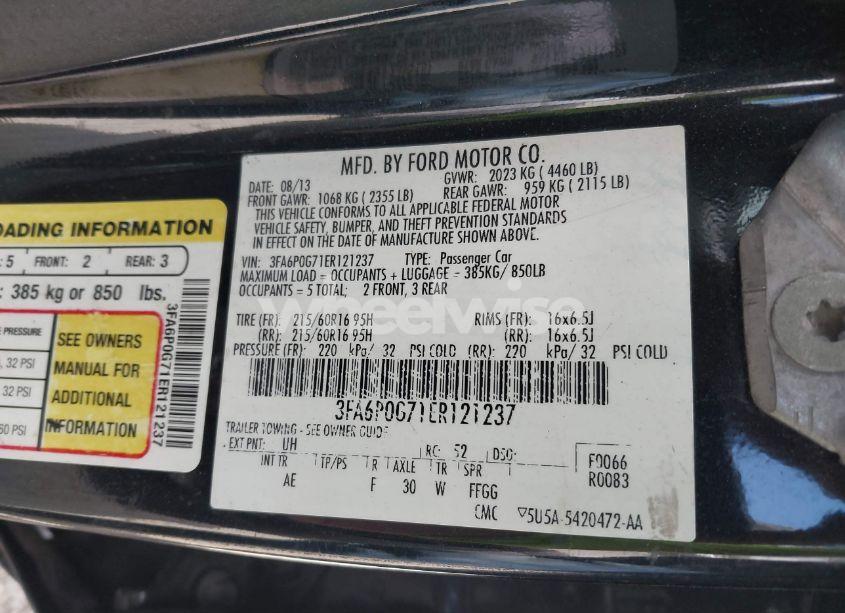 MFD. BY FORD MOTOR CO.
DATE: 08/13 GVWR: 2023 KG ( 4460 LB)
FRONT GAWR: 1068 KG ( 2355 LB) REAR GAWR: 959 KG ( 2115 LB)
THIS VEHICLE CONFORMS TO ALL APPLICABLE FEDERAL MOTOR
VEHICLE SAFETY, BUMPER, AND THEFT PREVENTION STANDARDS
IN EFFECT ON THE DATE OF MANUFACTURE SHOWN ABOVE.
VIN: 3FA6P0G71ER121237 TYPE: Passenger Car
MAXIMUM LOAD = OCCUPANTS + LUGGAGE = 385KG/ 850LB
OCCUPANTS = 5 TOTAL; 2 FRONT, 3 REAR
TIRE (FR): 215/60R16 95H RIMS (FR): 16x6.5J
(RR): 215/60R16 95H (RR): 16x6.5J
PRESSURE (FR): 220 kPa/ 32 PSI COLD (RR): 220 kPa/ 32 PSI COLD
3FA6P0G71ER121237
TRAILER TOWING - SEE OWNER GUIDE
EXT PNT: UH RC: 52 DSO: F0066
R0083
INT TR TP/PS R AXLE TR SPR
AE F 30 W FFGG
CMC 5U5A-5420472-AA
OADING INFORMATION
: 5 FRONT: 2 REAR: 3
: 385 kg or 850 lbs.
PRESSURE
, 32 PSI
, 32 PSI
60 PSI
SEE OWNERS
MANUAL FOR
ADDITIONAL
INFORMATION
3FA6P0G71ER121237
wheelwise